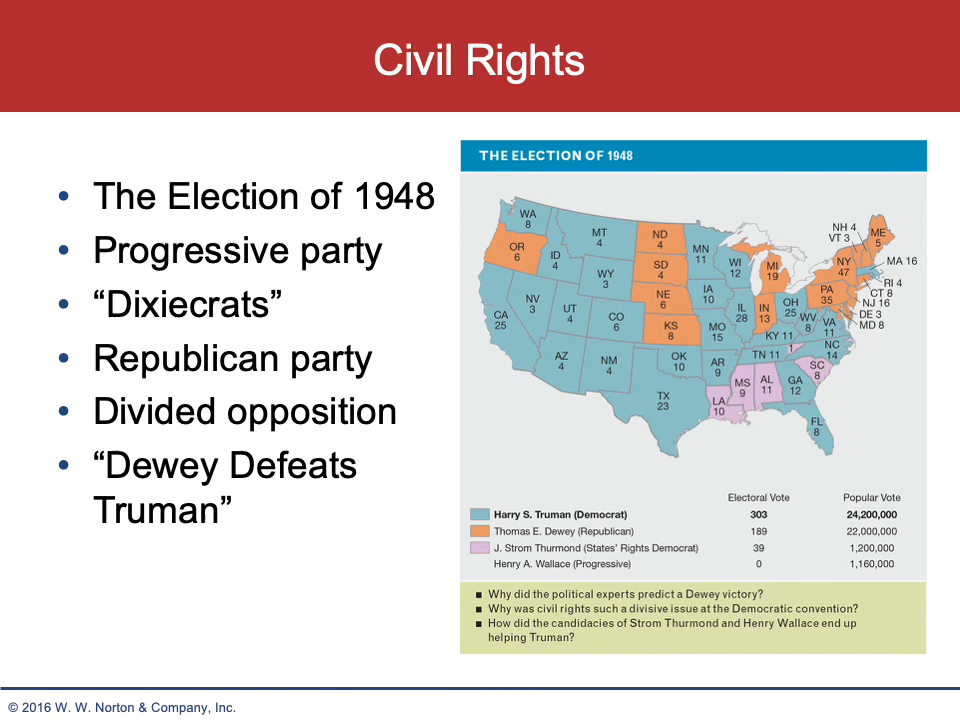 Civil Rights
• The Election of 1948
• Progressive party
• “Dixiecrats”
• Republican party
• Divided opposition
• “Dewey Defeats
Truman”
THE ELECTION OF 1948
WA
8
OR
6
CA
25
NV
3
ID
4
MT
4
WY
3
UT
4
CO
6
AZ
4
NM
4
ND
4
SD
4
NE
6
KS
8
OK
10
TX
23
MN
11
IA
10
MO
15
AR
9
LA
10
WI
12
IL
28
MI
19
IN
13
OH
25
KY 11
TN 11
1
MS
9
AL
11
GA
12
FL
8
SC
8
NC
14
VA
11
WV
8
PA
35
NY
47
NH 4
VT 3
ME
5
MA 16
RI 4
CT 8
NJ 16
DE 3
MD 8
Electoral Vote Popular Vote
Harry S. Truman (Democrat) 303 24,200,000
Thomas E. Dewey (Republican) 189 22,000,000
J. Strom Thurmond (States’ Rights Democrat) 39 1,200,000
Henry A. Wallace (Progressive) 0 1,160,000
■ Why did the political experts predict a Dewey victory?
■ Why was civil rights such a divisive issue at the Democratic convention?
■ How did the candidacies of Strom Thurmond and Henry Wallace end up
helping Truman?
© 2016 W. W. Norton & Company, Inc.